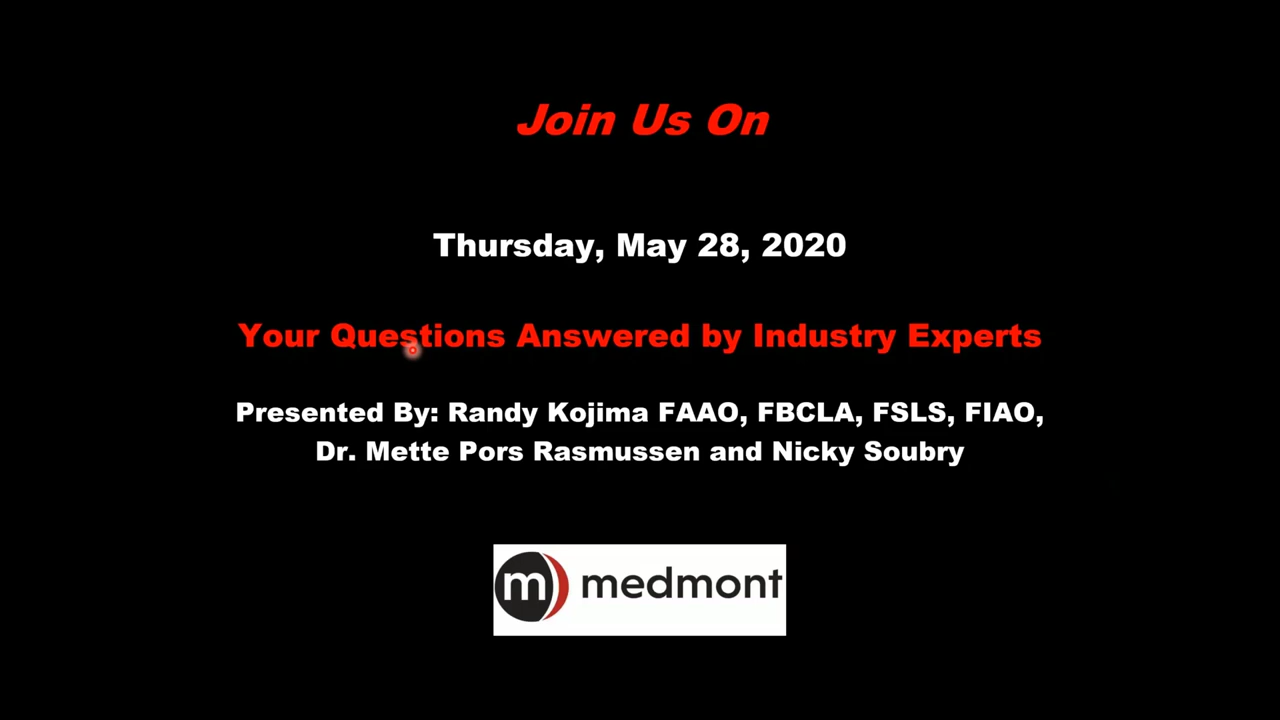 Join Us On
Thursday, May 28, 2020
Your Questions Answered by Industry Experts
Presented By: Randy Kojima FAAO, FBCLA, FSLS, FIAO,
Dr. Mette Pors Rasmussen and Nicky Soubry
m medmont